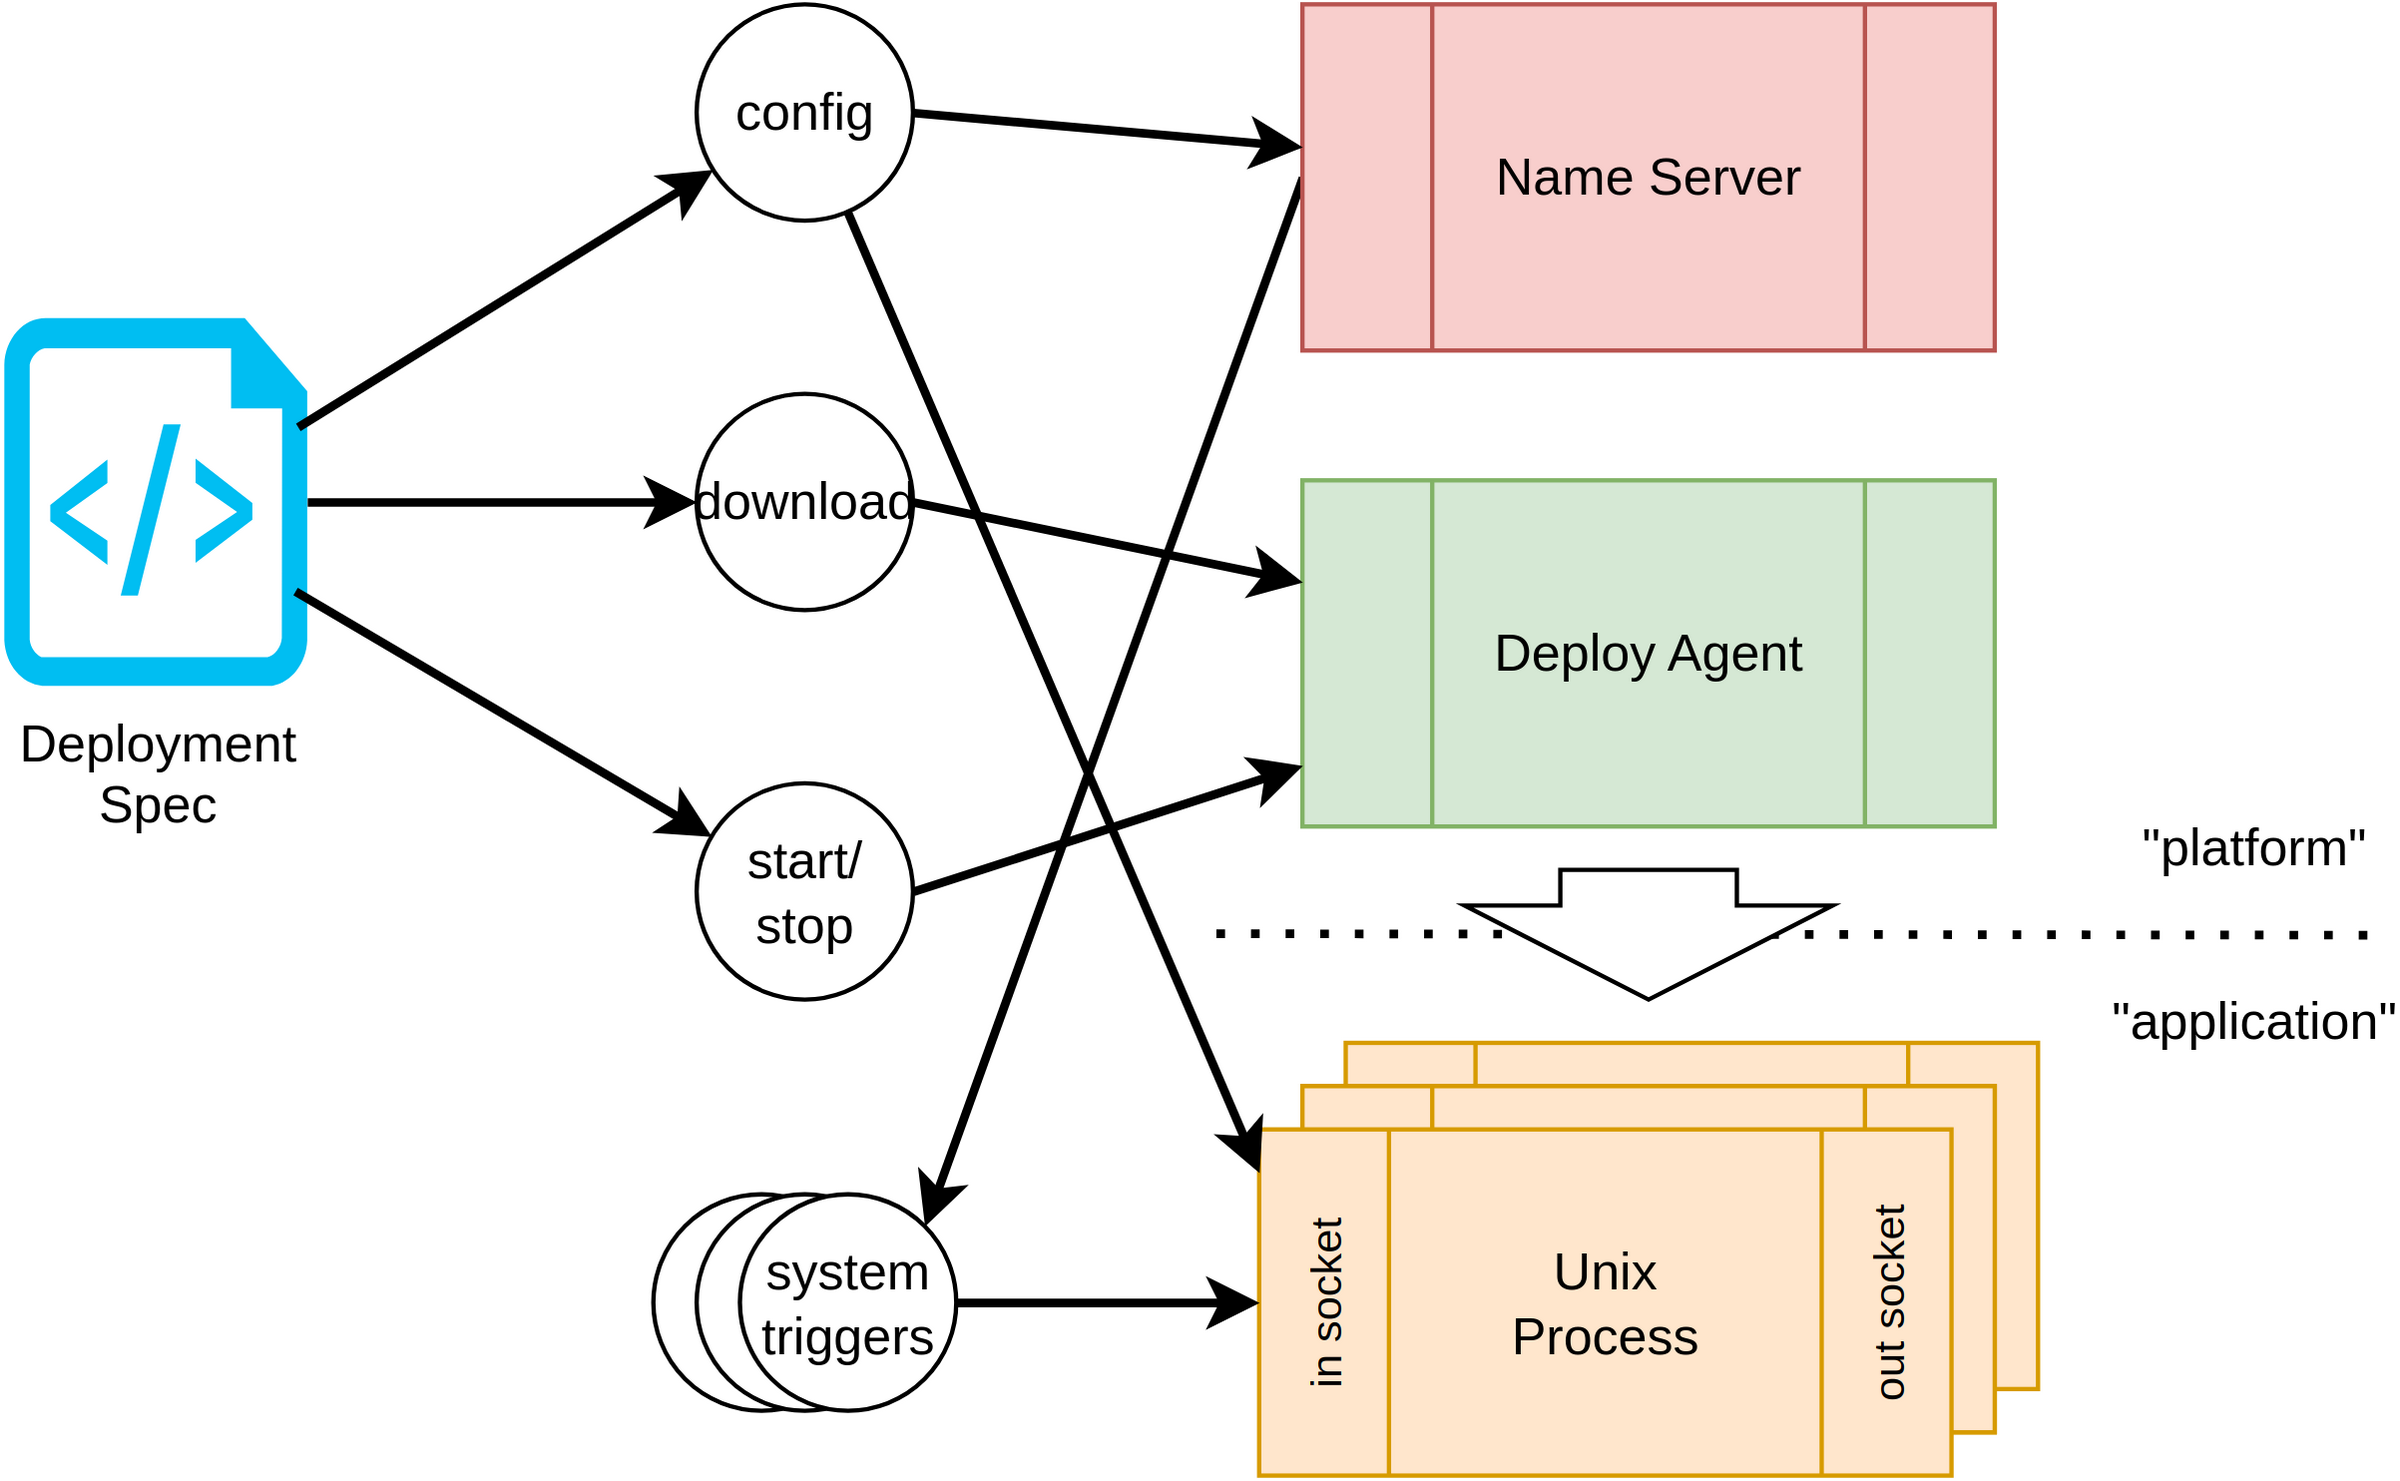 config
Name Server
download
Deploy Agent
Deployment
Spec
start/
stop
"platform"
"application"
system
triggers
in socket
Unix
Process
out socket